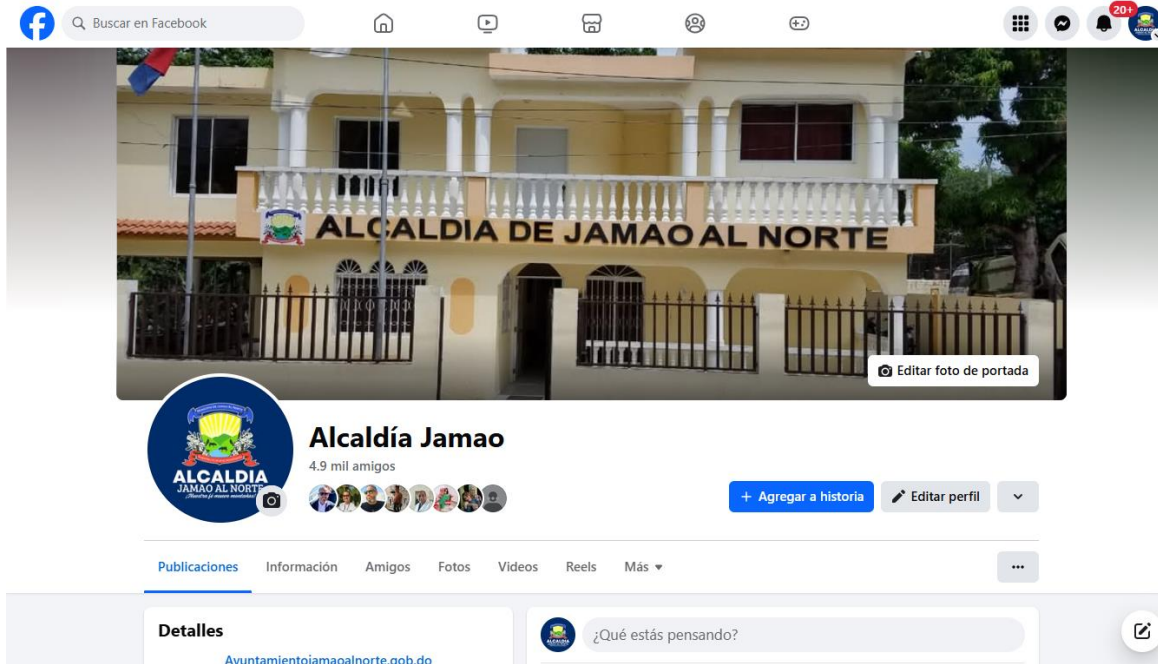 Buscar en Facebook
20+
ALCALDIA DE JAMAO AL NORTE
Editar foto de portada
ALCALDIA
JAMAO AL NORTE
Alcaldía Jamao
4.9 mil amigos
+ Agregar a historia
Editar perfil
Publicaciones
Información
Amigos
Fotos
Videos
Reels
Más
Detalles
¿Qué estás pensando?
Ayuntamientojamaoalnorte.gob.do